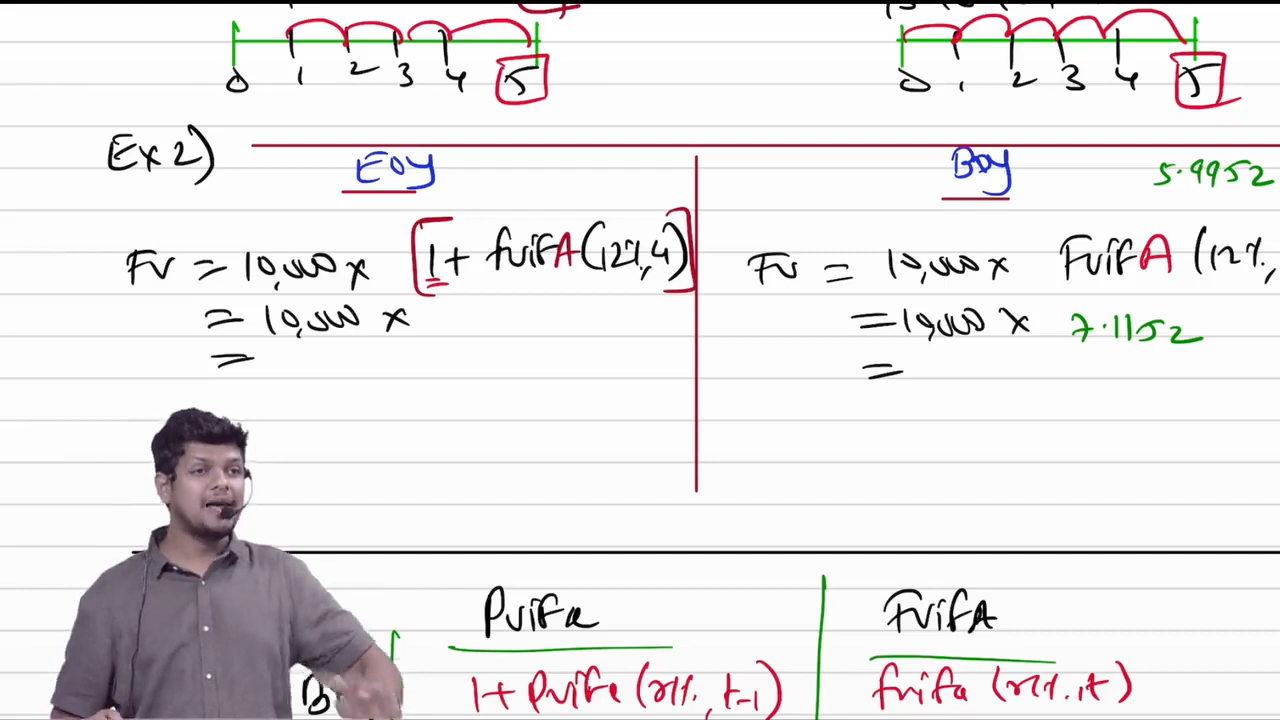 0 1 2 3 4 5
0 1 2 3 4 5
Ex 2)
EOY
BOY
5.9952
FV = 10,000 x [1 + fvifA(12%, 4)]
= 10,000 x
=
FV = 10,000 x FvifA (12%,
= 10,000 x 7.1152
=
Pvifa
FvifA
B
1 + Pvifa (r%, t-1)
fvifa (r%, t)